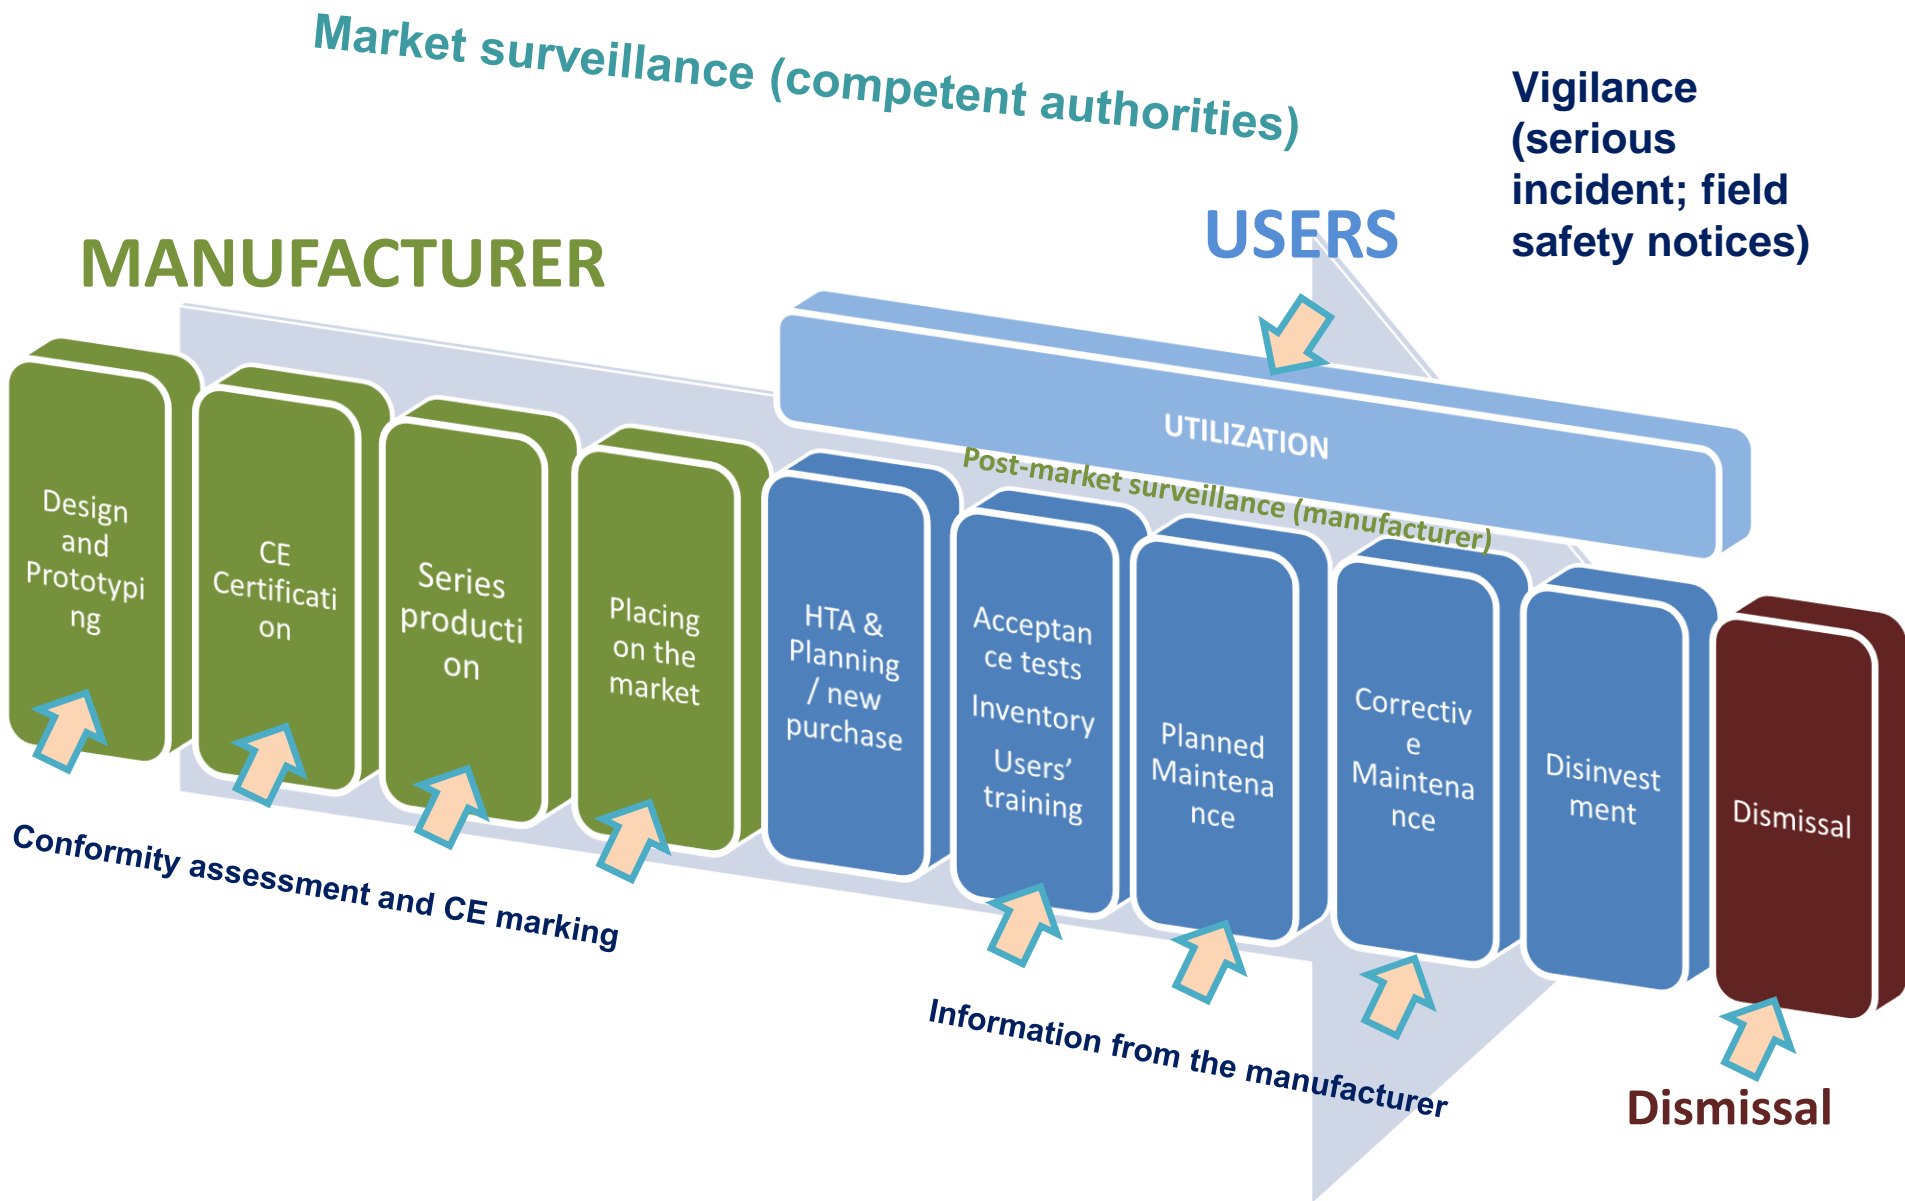 Market surveillance (competent authorities)
Vigilance
(serious
incident; field
safety notices)
MANUFACTURER
USERS
UTILIZATION
Post-market surveillance (manufacturer)
Design
and
Prototypi
ng
CE
Certificati
on
Series
producti
on
Placing
on the
market
HTA &
Planning
/ new
purchase
Acceptan
ce tests
Inventory
Users’
training
Planned
Maintena
nce
Correctiv
e
Maintena
nce
Disinvest
ment
Dismissal
Conformity assessment and CE marking
Information from the manufacturer
Dismissal